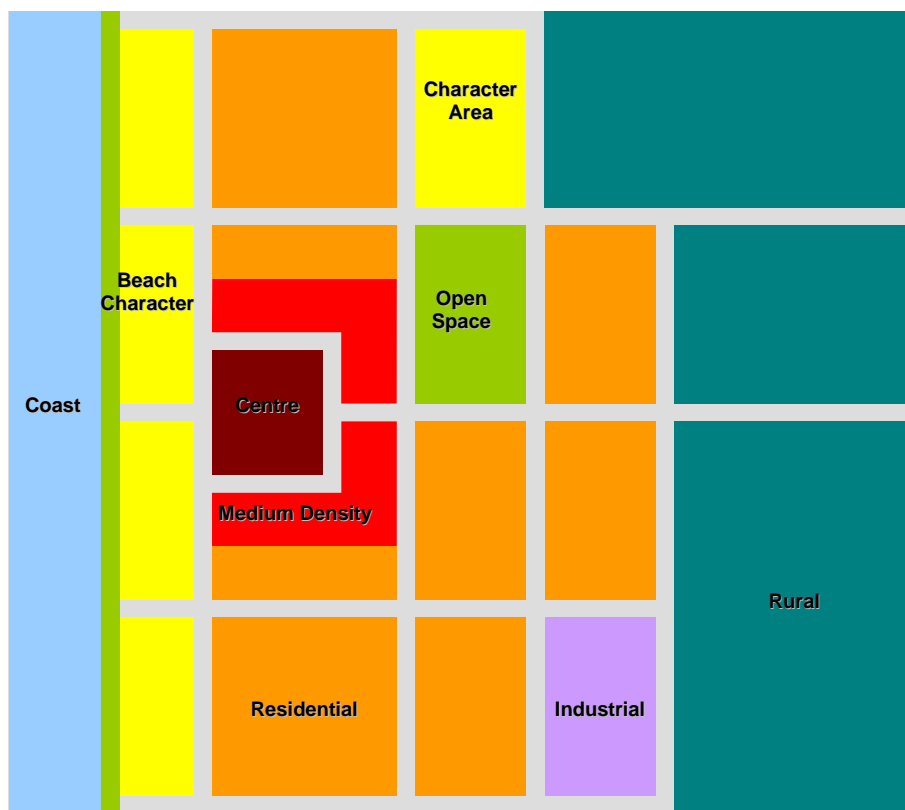 Character
Area
Beach
Character
Open
Space
Coast
Centre
Medium Density
Rural
Residential
Industrial